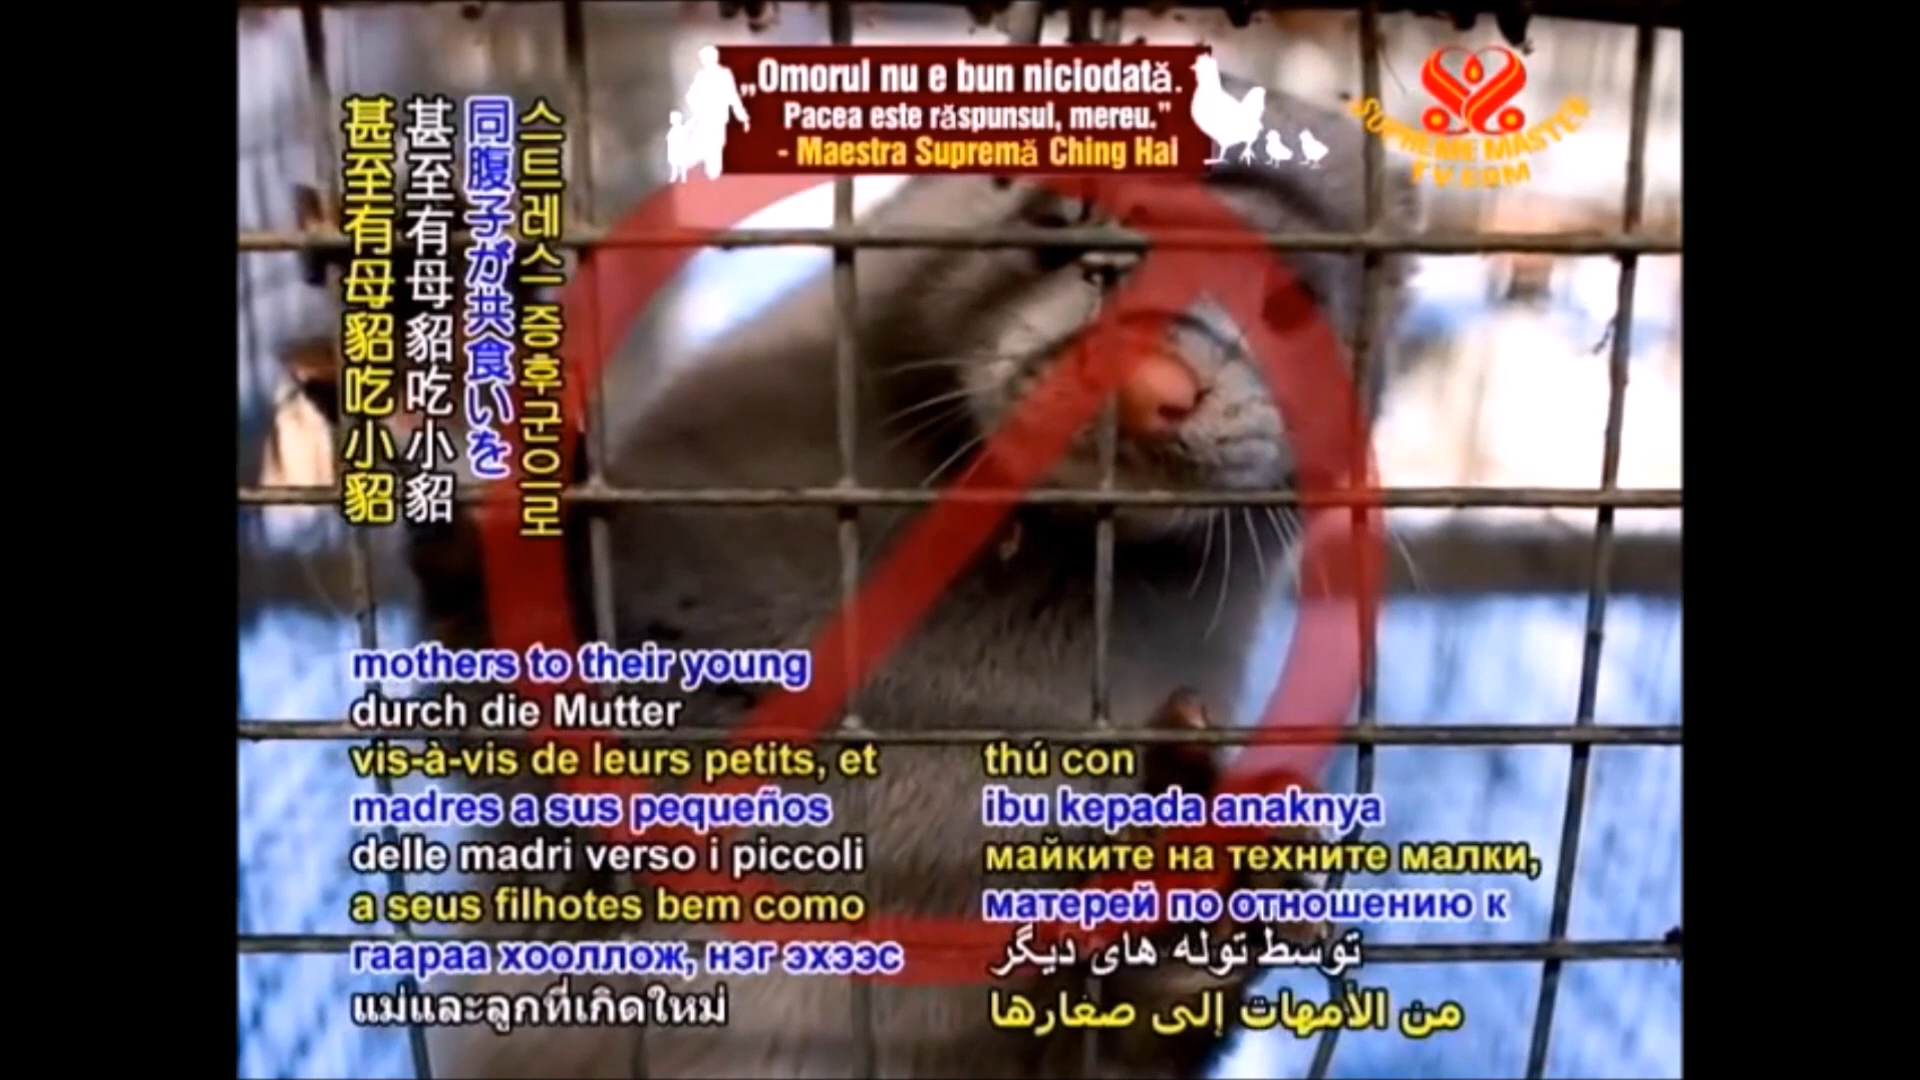 „Omorul nu e bun niciodată.
Pacea este răspunsul, mereu.”
- Maestra Supremă Ching Hai
SUPREME MASTER
TV.COM
스트레스 증후군으로
同腹子が共食いを
甚至有母貂吃小貂
甚至有母貂吃小貂
mothers to their young
durch die Mutter
vis-à-vis de leurs petits, et
madres a sus pequeños
delle madri verso i piccoli
a seus filhotes bem como
гаараа хооллож, нэг эхээс
แม่และลูกที่เกิดใหม่
thú con
ibu kepada anaknya
майките на техните малки,
матерей по отношению к
توسط توله های دیگر
من الأمهات إلى صغارها